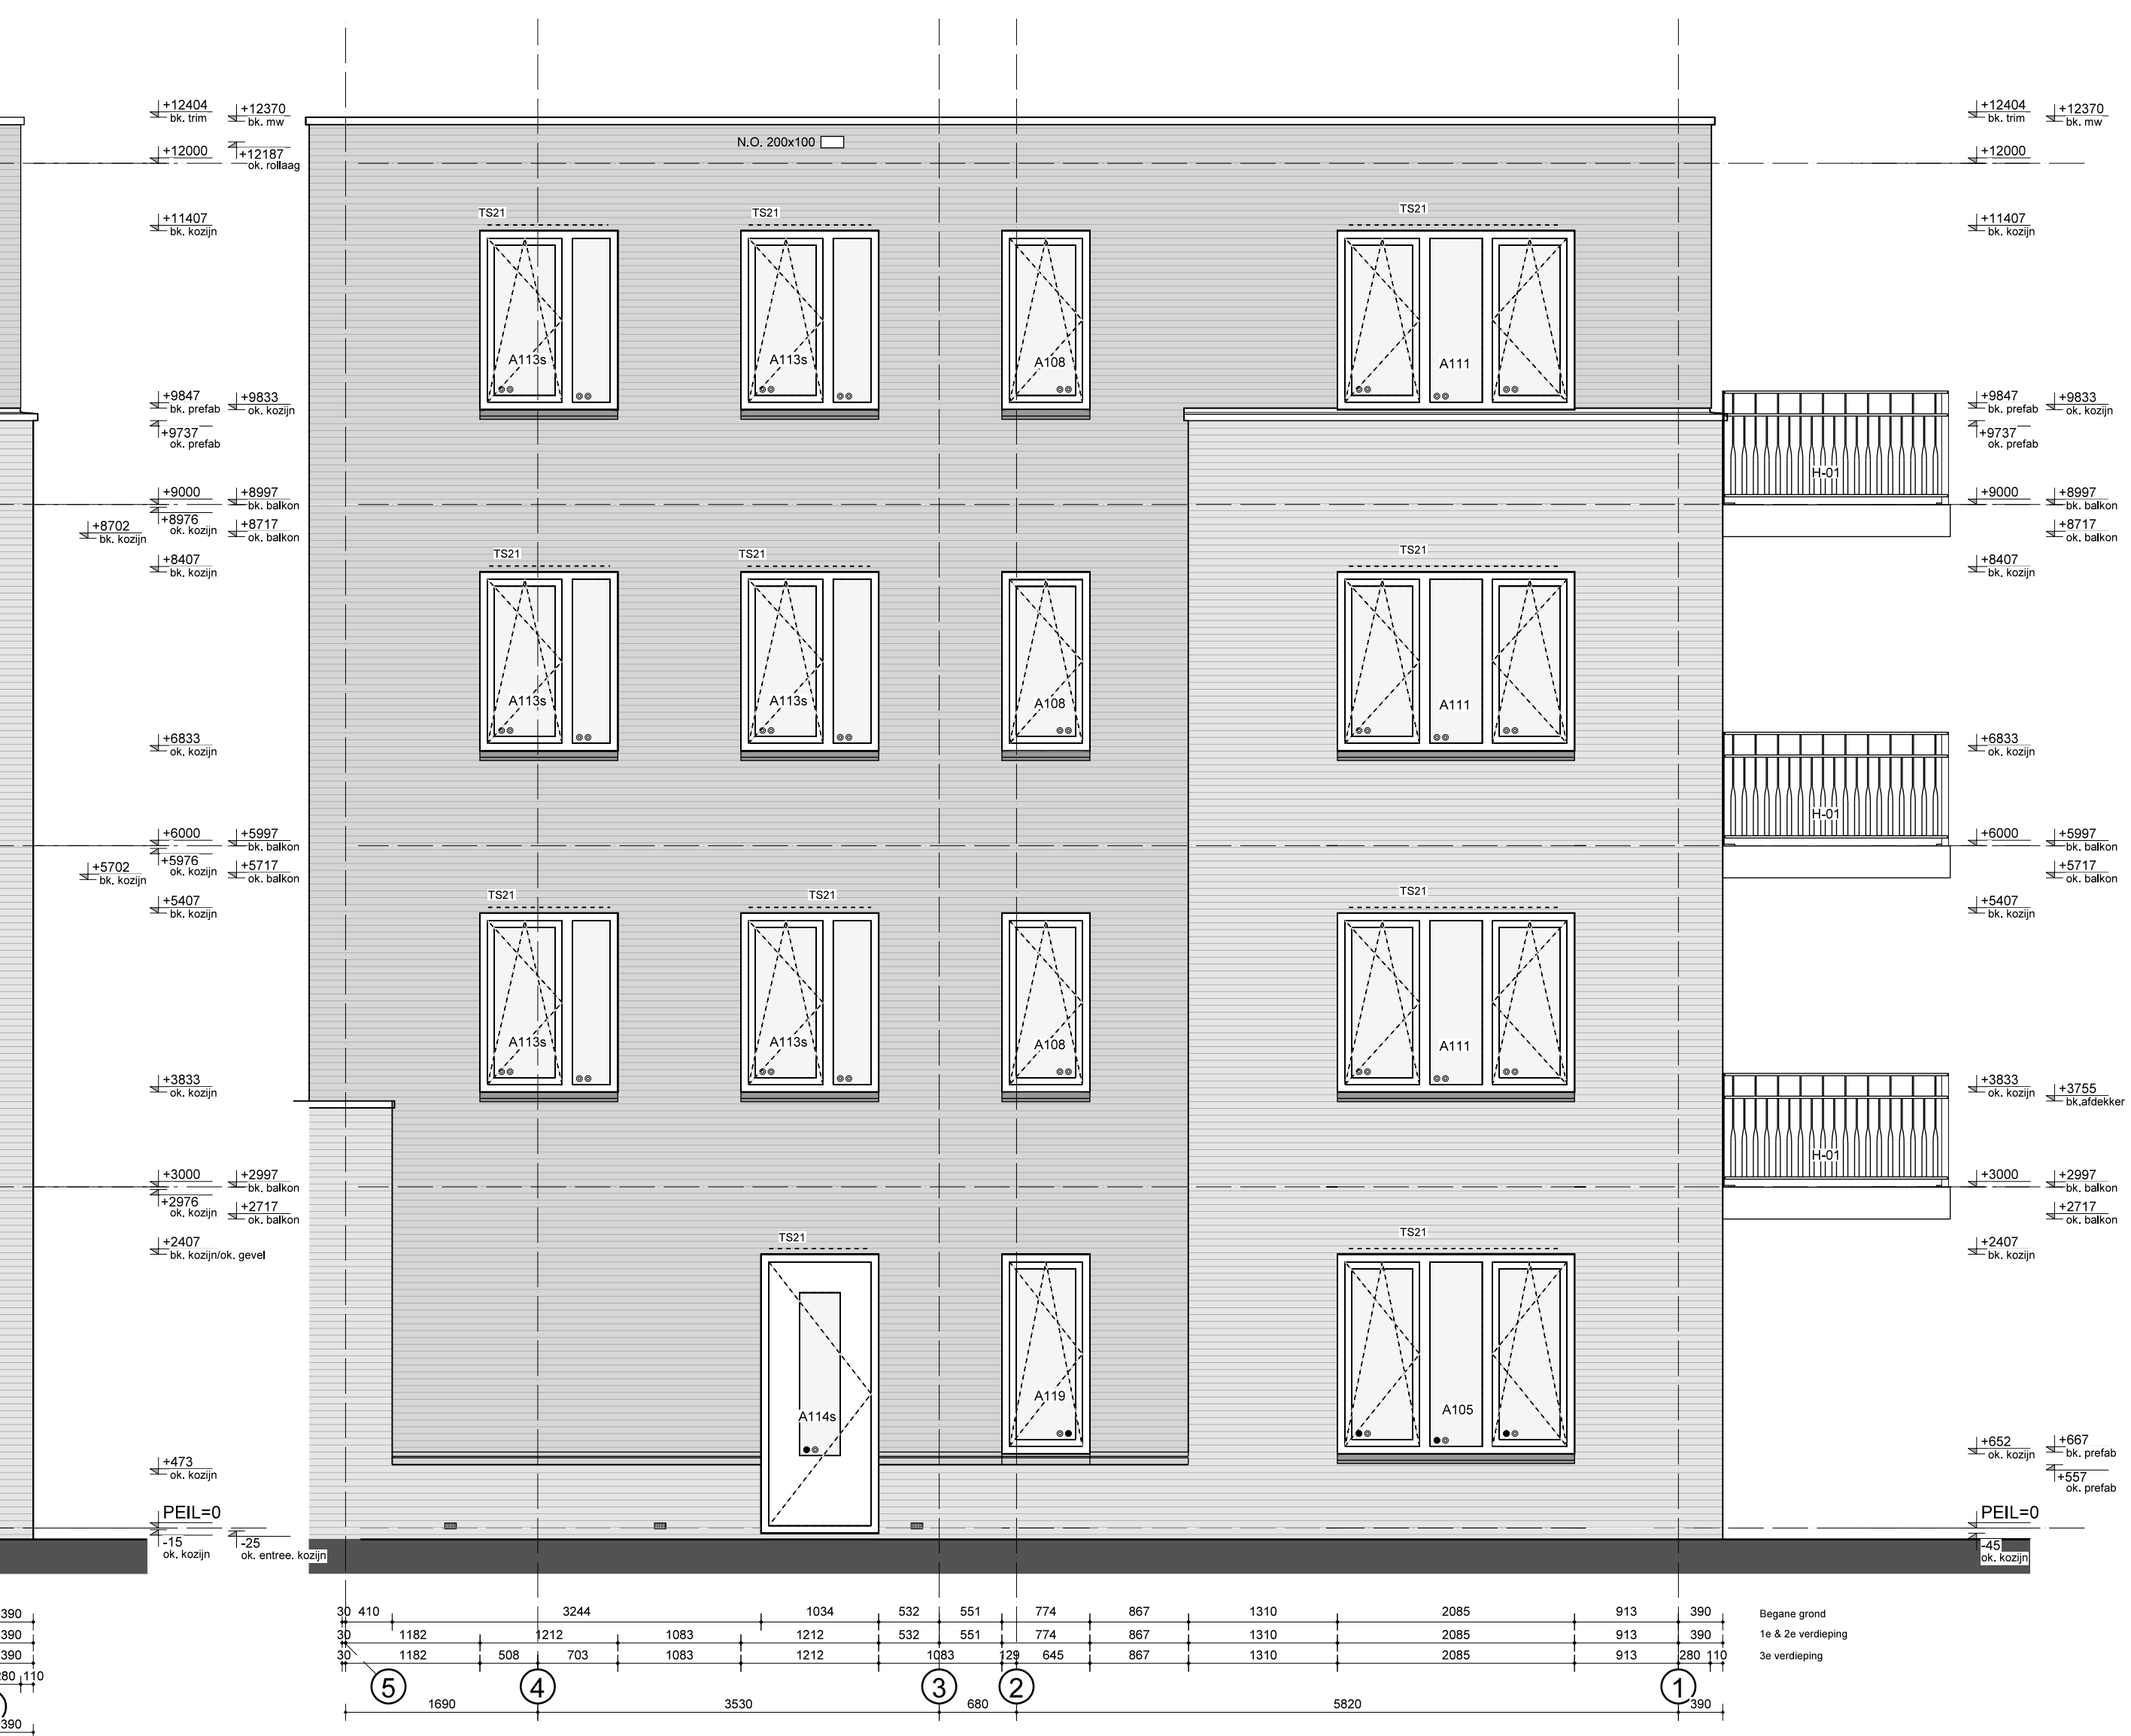 +12404
bk. trim
+12370
bk. mw
+12000
+12187
ok. rollaag
+11407
bk. kozijn
+9847
bk. prefab
+9833
ok. kozijn
+9737
ok. prefab
+9000
+8997
bk. balkon
+8976
ok. kozijn
+8717
ok. balkon
+8702
bk. kozijn
+8407
bk. kozijn
+6833
ok. kozijn
+6000
+5997
bk. balkon
+5976
ok. kozijn
+5717
ok. balkon
+5702
bk. kozijn
+5407
bk. kozijn
+3833
ok. kozijn
+3000
+2997
bk. balkon
+2976
ok. kozijn
+2717
ok. balkon
+2407
bk. kozijn/ok. gevel
+473
ok. kozijn
PEIL=0
-15
ok. kozijn
-25
ok. entree. kozijn
N.O. 200x100
TS21
TS21
TS21
A113s
A113s
A108
A111
H-01
TS21
TS21
TS21
A113s
A113s
A108
A111
H-01
TS21
TS21
TS21
A113s
A113s
A108
A111
H-01
TS21
TS21
A114s
A119
A105
+12404
bk. trim
+12370
bk. mw
+12000
+11407
bk. kozijn
+9847
bk. prefab
+9833
ok. kozijn
+9737
ok. prefab
+9000
+8997
bk. balkon
+8717
ok. balkon
+8407
bk. kozijn
+6833
ok. kozijn
+6000
+5997
bk. balkon
+5717
ok. balkon
+5407
bk. kozijn
+3833
ok. kozijn
+3755
bk.afdekker
+3000
+2997
bk. balkon
+2717
ok. balkon
+2407
bk. kozijn
+652
ok. kozijn
+667
bk. prefab
+557
ok. prefab
PEIL=0
-45
ok. kozijn
390 30 410 3244 1034 532 551 774 867 1310 2085 913 390 Begane grond
390 30 1182 1212 1083 1212 532 551 774 867 1310 2085 913 390 1e & 2e verdieping
390 30 1182 508 703 1083 1212 1083 129 645 867 1310 2085 913 280 110 3e verdieping
280 110
5 4 3 2 1
390 1690 3530 680 5820 390